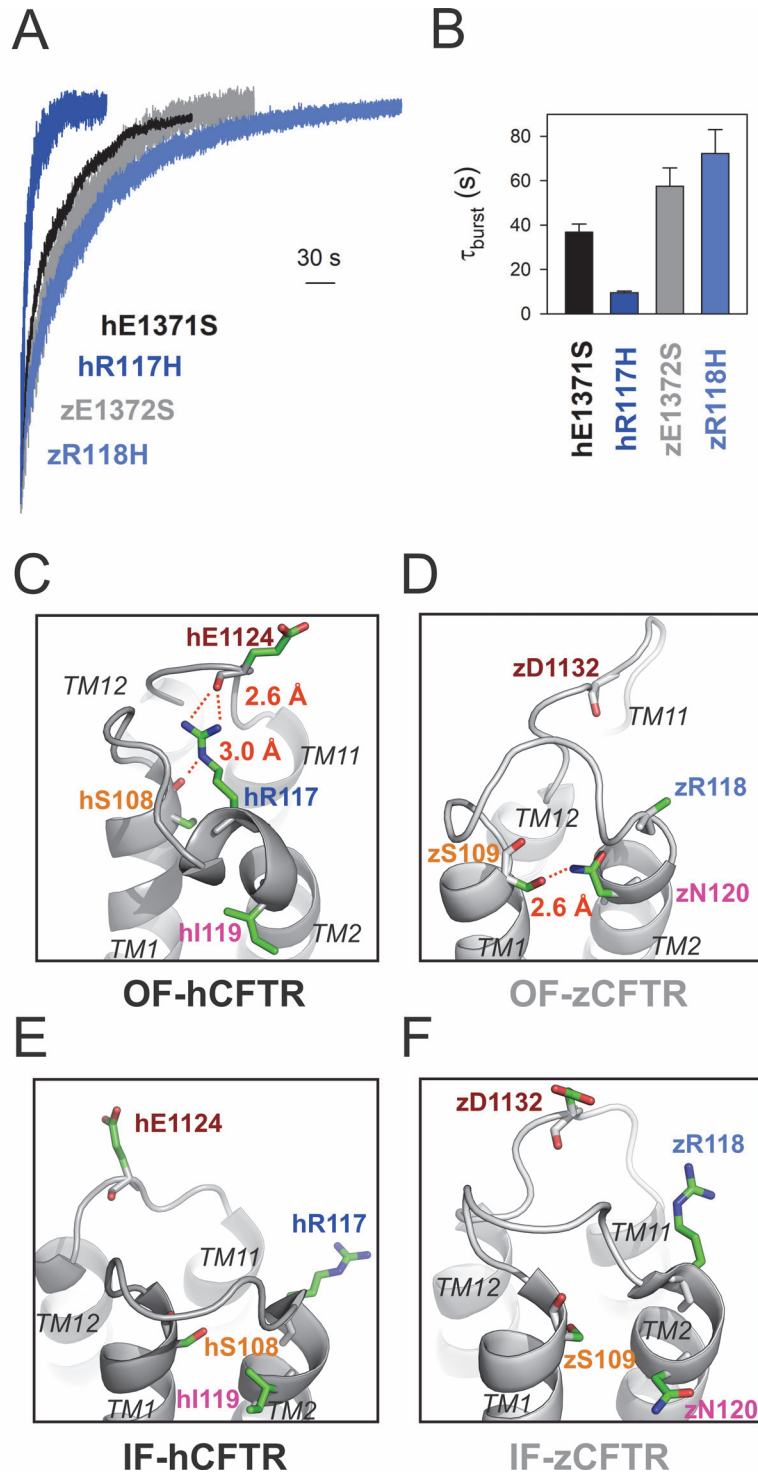 A
30 s
hE1371S
hR117H
zE1372S
zR118H
B
τburst (s)
80
60
40
20
0
hE1371S
hR117H
zE1372S
zR118H
C
hE1124
TM12
2.6 Å
TM11
3.0 Å
hS108
hR117
hI119
TM1
TM2
OF-hCFTR
D
zD1132
TM11
zR118
TM12
zS109
2.6 Å
zN120
TM1
TM2
OF-zCFTR
E
hE1124
hR117
TM11
TM12
hS108
hI119
TM1
TM2
IF-hCFTR
F
zD1132
zR118
TM11
TM12
TM2
zS109
TM1
zN120
IF-zCFTR